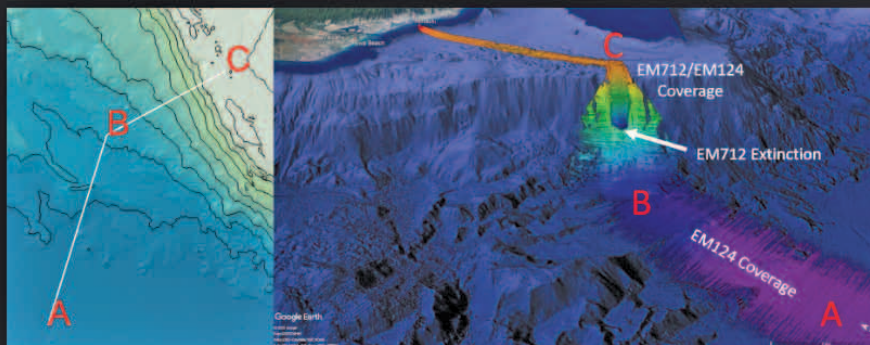 C
B
A
C
EM712/EM124
Coverage
EM712 Extinction
B
EM124 Coverage
A
Google Earth